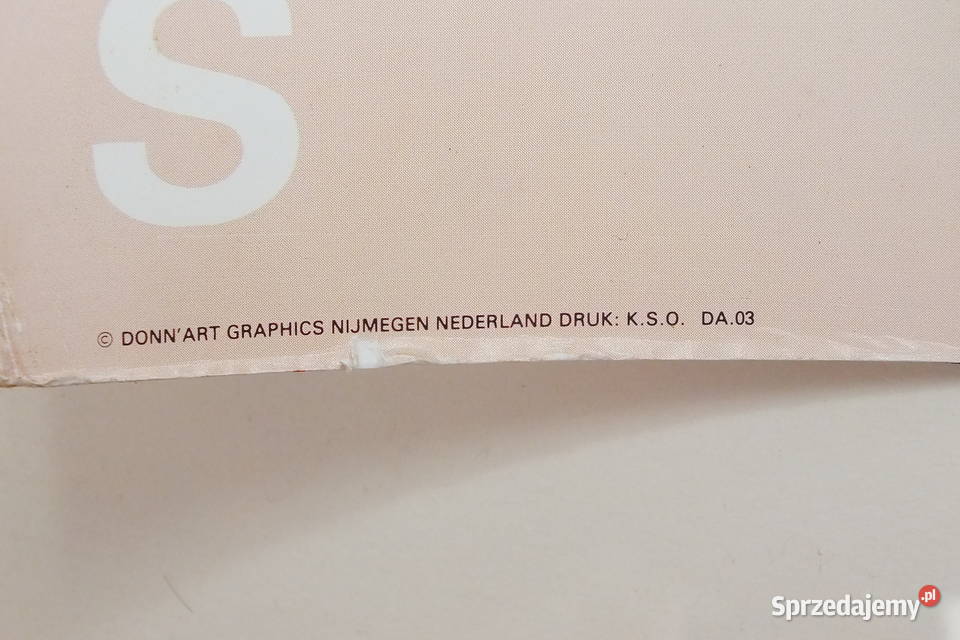 S
© DONN'ART GRAPHICS NIJMEGEN NEDERLAND DRUK: K.S.O. DA.03
Sprzedajemy.pl